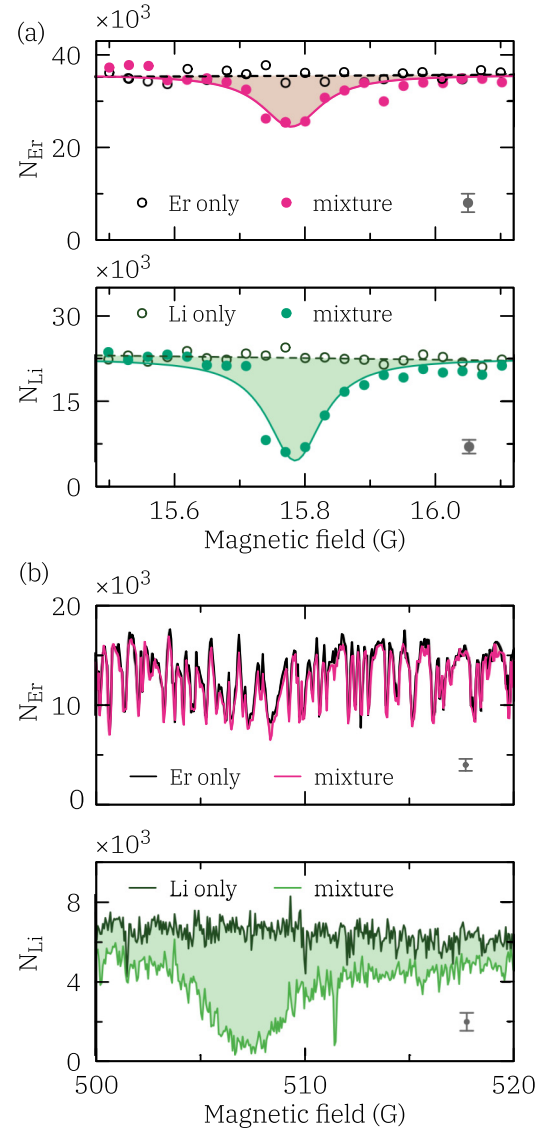 (a)
×10³
40
20
0
N_Er
Er only
mixture
×10³
30
15
0
N_Li
Li only
mixture
15.6
15.8
16.0
Magnetic field (G)
(b)
×10³
20
10
0
N_Er
Er only
mixture
×10³
8
4
0
N_Li
Li only
mixture
500
510
520
Magnetic field (G)